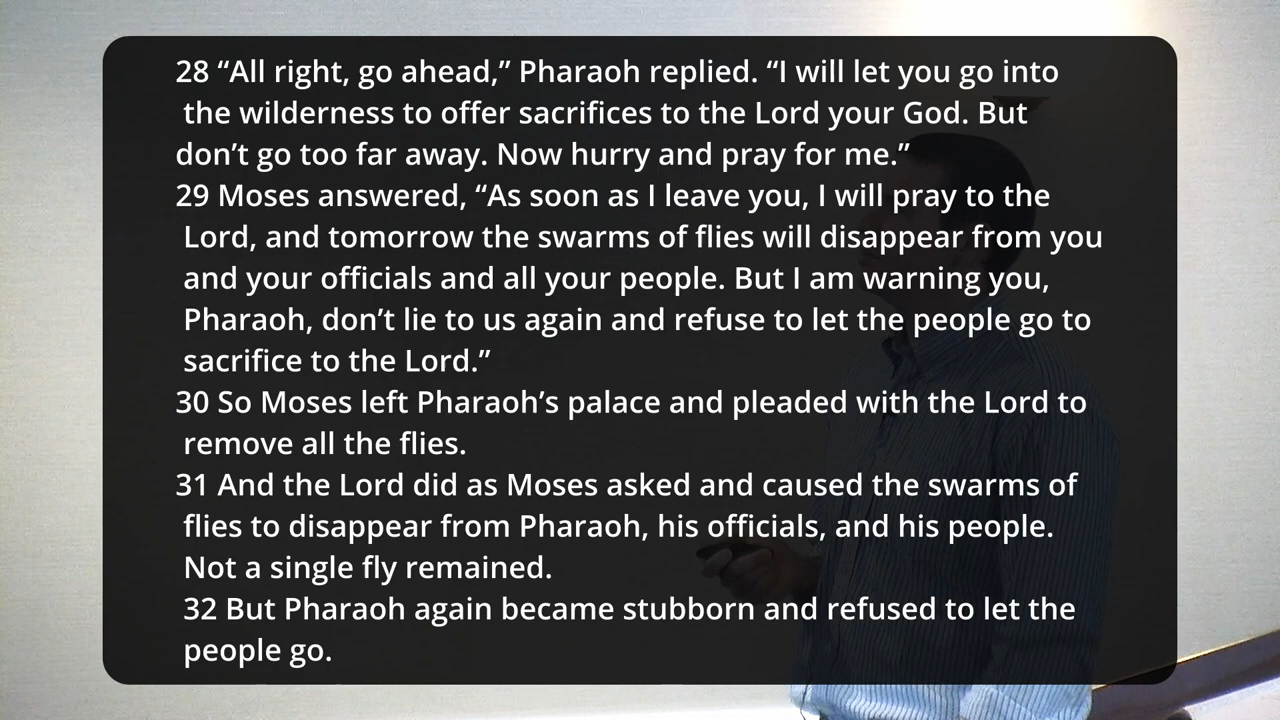 28 “All right, go ahead,” Pharaoh replied. “I will let you go into
the wilderness to offer sacrifices to the Lord your God. But
don’t go too far away. Now hurry and pray for me.”
29 Moses answered, “As soon as I leave you, I will pray to the
Lord, and tomorrow the swarms of flies will disappear from you
and your officials and all your people. But I am warning you,
Pharaoh, don’t lie to us again and refuse to let the people go to
sacrifice to the Lord.”
30 So Moses left Pharaoh’s palace and pleaded with the Lord to
remove all the flies.
31 And the Lord did as Moses asked and caused the swarms of
flies to disappear from Pharaoh, his officials, and his people.
Not a single fly remained.
32 But Pharaoh again became stubborn and refused to let the
people go.